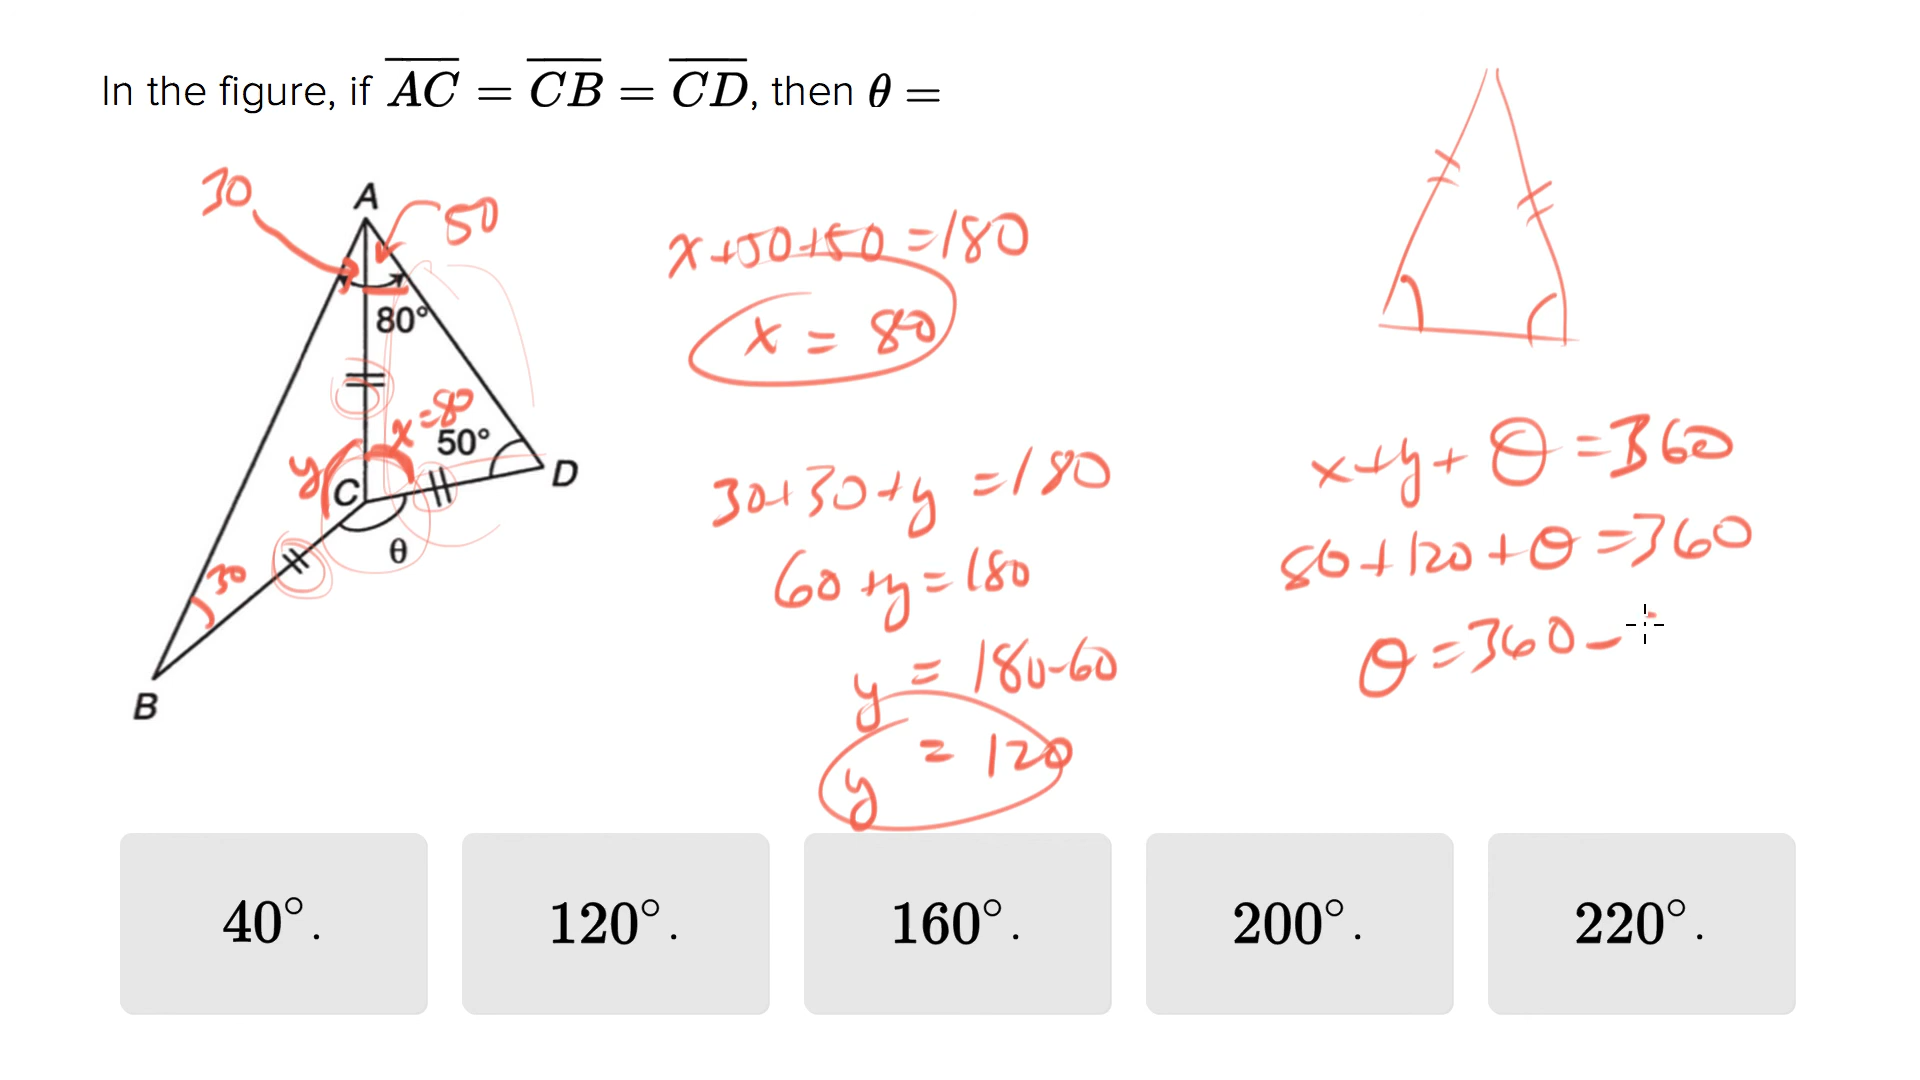 In the figure, if AC = CB = CD, then θ =
30
A
50
80°
x=80
50°
y
C
D
θ
30
B
x+50+50=180
x = 80
30+30+y=180
60+y=180
y = 180-60
y = 120
x+y+θ=360
80+120+θ=360
θ=360-
40°.
120°.
160°.
200°.
220°.